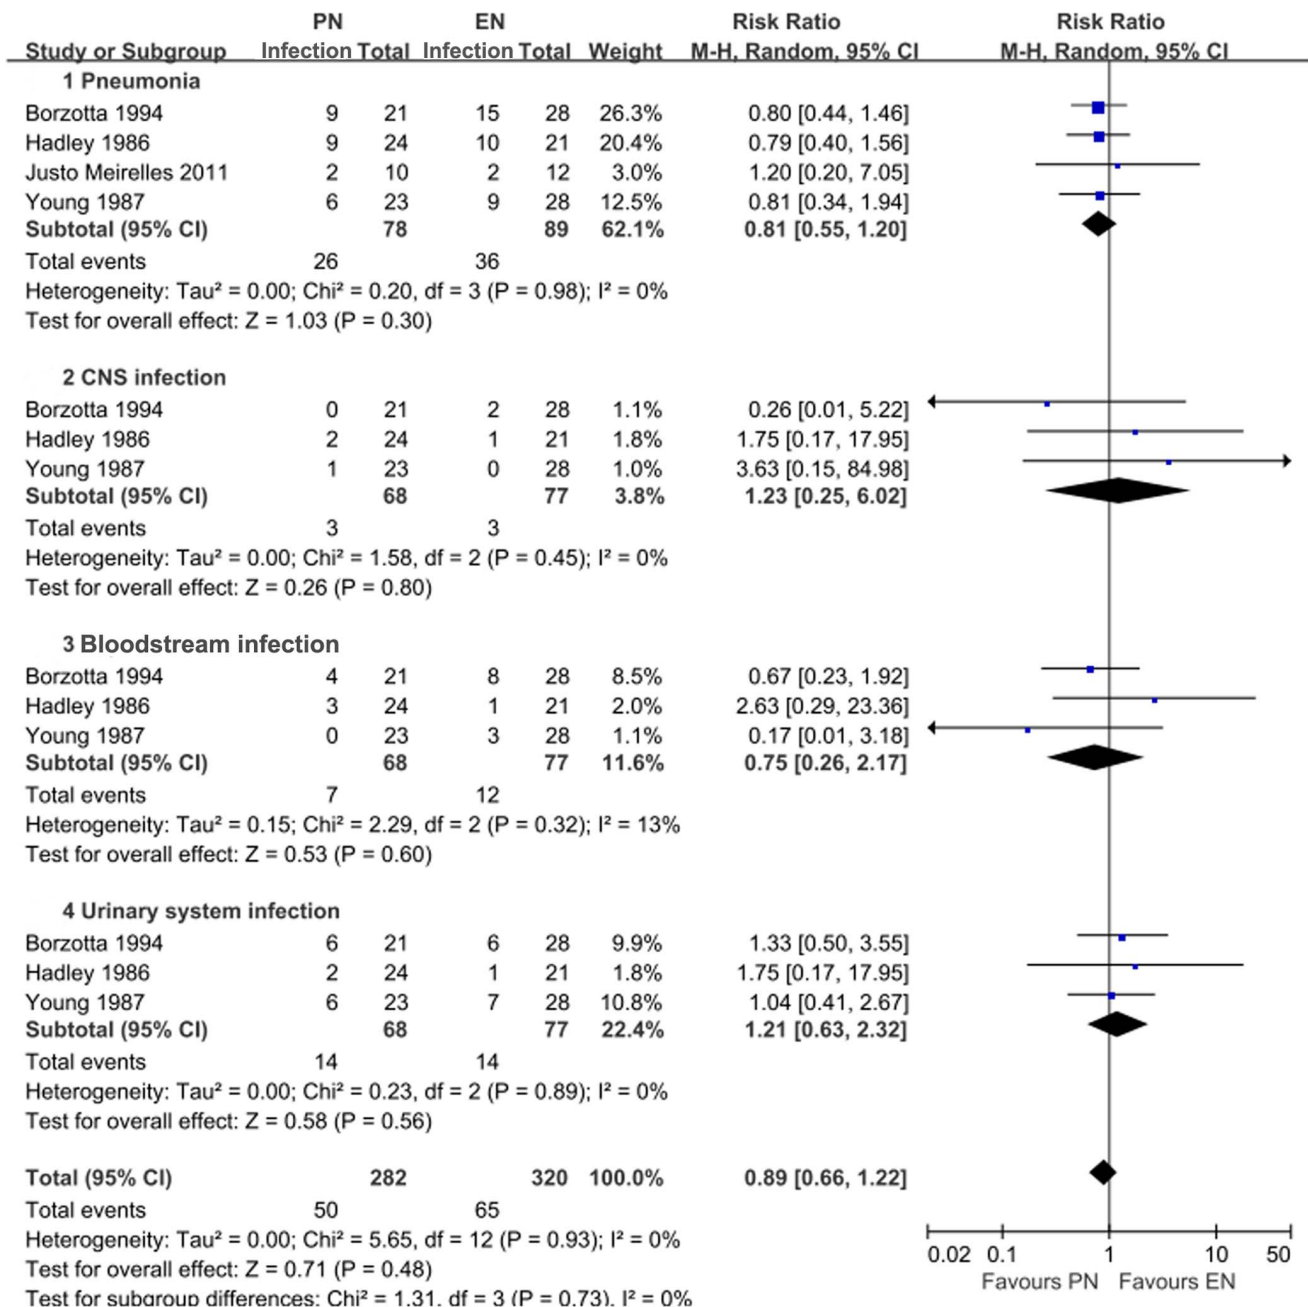 PN EN Risk Ratio Risk Ratio
Study or Subgroup Infection Total Infection Total Weight M-H, Random, 95% CI M-H, Random, 95% CI
1 Pneumonia
Borzotta 1994 9 21 15 28 26.3% 0.80 [0.44, 1.46]
Hadley 1986 9 24 10 21 20.4% 0.79 [0.40, 1.56]
Justo Meirelles 2011 2 10 2 12 3.0% 1.20 [0.20, 7.05]
Young 1987 6 23 9 28 12.5% 0.81 [0.34, 1.94]
Subtotal (95% CI) 78 89 62.1% 0.81 [0.55, 1.20]
Total events 26 36
Heterogeneity: Tau² = 0.00; Chi² = 0.20, df = 3 (P = 0.98); I² = 0%
Test for overall effect: Z = 1.03 (P = 0.30)
2 CNS infection
Borzotta 1994 0 21 2 28 1.1% 0.26 [0.01, 5.22]
Hadley 1986 2 24 1 21 1.8% 1.75 [0.17, 17.95]
Young 1987 1 23 0 28 1.0% 3.63 [0.15, 84.98]
Subtotal (95% CI) 68 77 3.8% 1.23 [0.25, 6.02]
Total events 3 3
Heterogeneity: Tau² = 0.00; Chi² = 1.58, df = 2 (P = 0.45); I² = 0%
Test for overall effect: Z = 0.26 (P = 0.80)
3 Bloodstream infection
Borzotta 1994 4 21 8 28 8.5% 0.67 [0.23, 1.92]
Hadley 1986 3 24 1 21 2.0% 2.63 [0.29, 23.36]
Young 1987 0 23 3 28 1.1% 0.17 [0.01, 3.18]
Subtotal (95% CI) 68 77 11.6% 0.75 [0.26, 2.17]
Total events 7 12
Heterogeneity: Tau² = 0.15; Chi² = 2.29, df = 2 (P = 0.32); I² = 13%
Test for overall effect: Z = 0.53 (P = 0.60)
4 Urinary system infection
Borzotta 1994 6 21 6 28 9.9% 1.33 [0.50, 3.55]
Hadley 1986 2 24 1 21 1.8% 1.75 [0.17, 17.95]
Young 1987 6 23 7 28 10.8% 1.04 [0.41, 2.67]
Subtotal (95% CI) 68 77 22.4% 1.21 [0.63, 2.32]
Total events 14 14
Heterogeneity: Tau² = 0.00; Chi² = 0.23, df = 2 (P = 0.89); I² = 0%
Test for overall effect: Z = 0.58 (P = 0.56)
Total (95% CI) 282 320 100.0% 0.89 [0.66, 1.22]
Total events 50 65
Heterogeneity: Tau² = 0.00; Chi² = 5.65, df = 12 (P = 0.93); I² = 0%
Test for overall effect: Z = 0.71 (P = 0.48)
Test for subgroup differences: Chi² = 1.31, df = 3 (P = 0.73), I² = 0%
0.02 0.1 1 10 50
Favours PN Favours EN